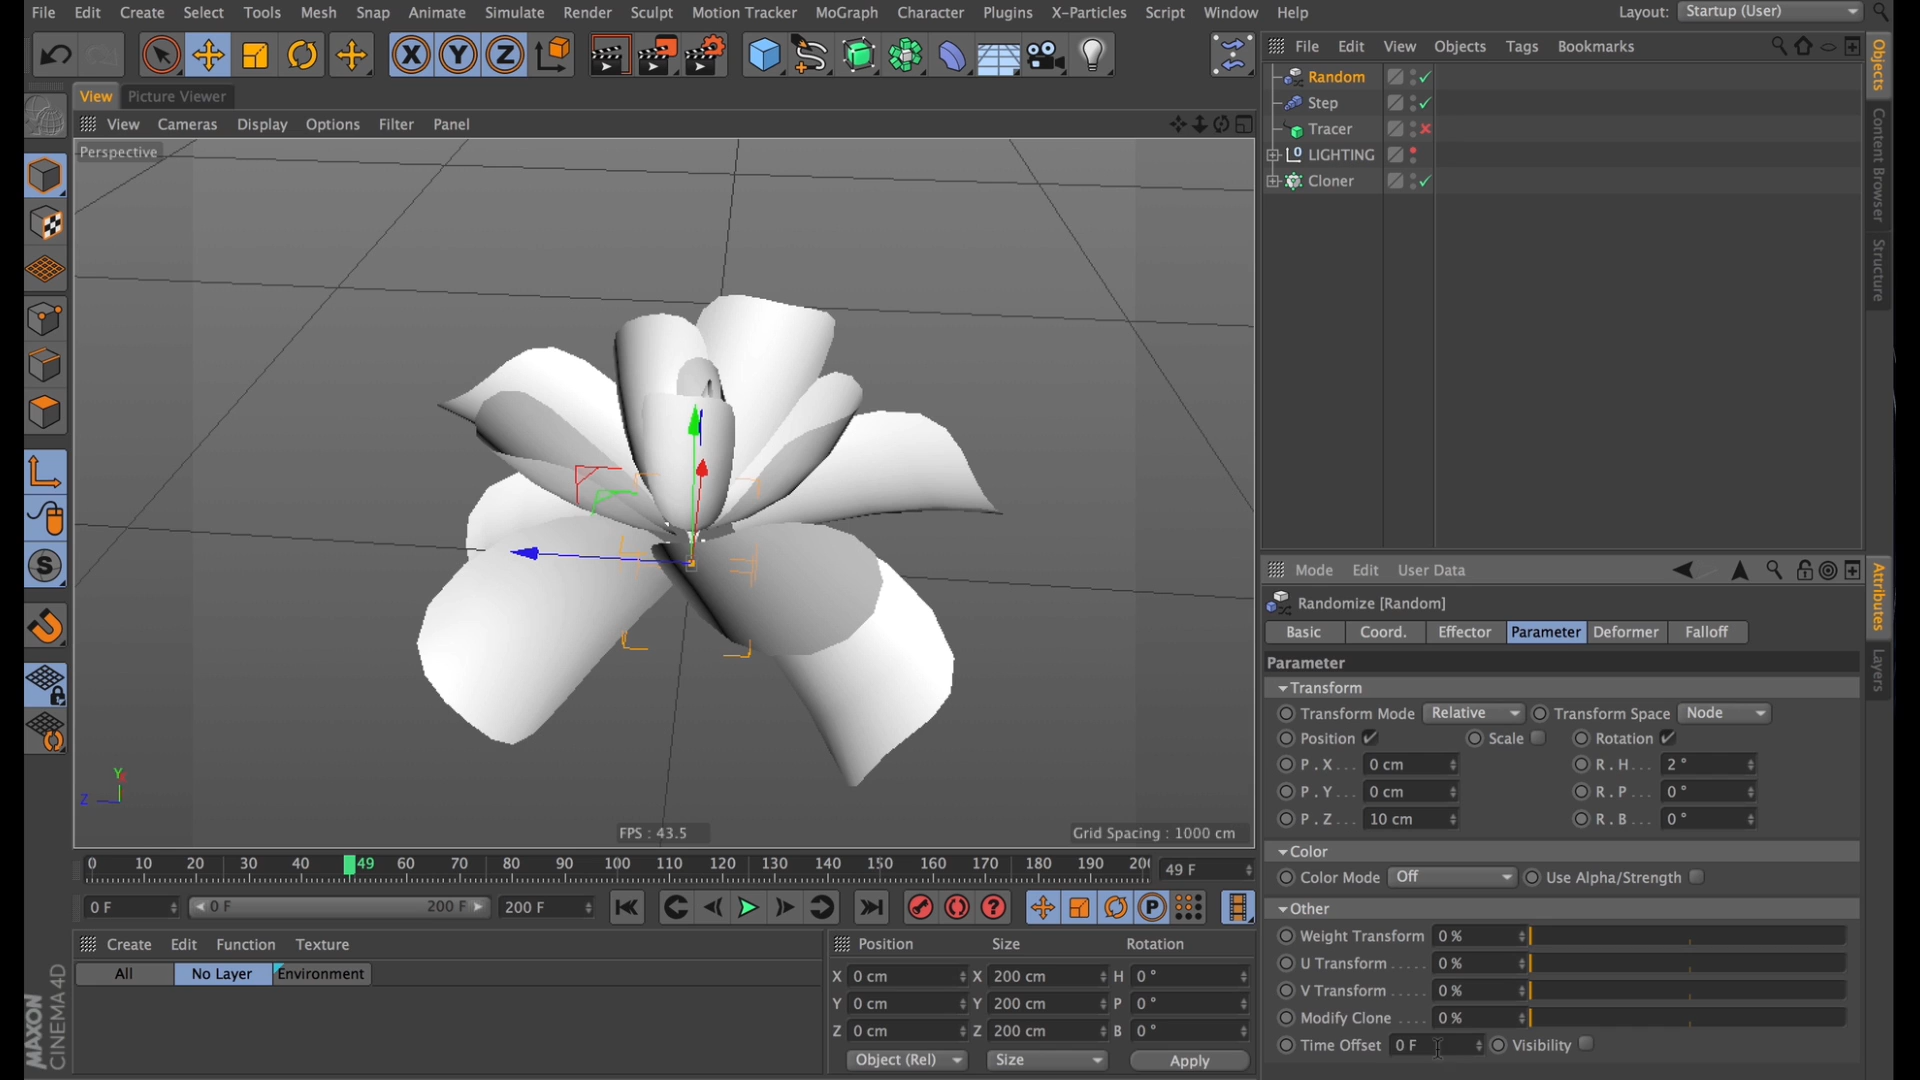 File Edit Create Select Tools Mesh Snap Animate Simulate Render Sculpt Motion Tracker MoGraph Character Plugins X-Particles Script Window Help Layout: Startup (User)
X Y Z
File Edit View Objects Tags Bookmarks
View Picture Viewer
View Cameras Display Options Filter Panel
Perspective
Random
Step
Tracer
LIGHTING
Cloner
Objects
Content Browser
Structure
Mode Edit User Data
Attributes
Layers
Randomize [Random]
Basic Coord. Effector Parameter Deformer Falloff
Parameter
Transform
Transform Mode Relative Transform Space Node
Position Scale Rotation
P . X . . . 0 cm R . H . . . 2 °
P . Y . . . 0 cm R . P . . . 0 °
P . Z . . . 10 cm R . B . . . 0 °
Color
Color Mode Off Use Alpha/Strength
Other
Weight Transform 0 %
U Transform . . . . . 0 %
V Transform . . . . . 0 %
Modify Clone . . . . 0 %
Time Offset 0 F Visibility
Y
Z
FPS : 43.5 Grid Spacing : 1000 cm
0 10 20 30 40 49 60 70 80 90 100 110 120 130 140 150 160 170 180 190 20 49 F
0 F 0 F 200 F 200 F ? P
Create Edit Function Texture
All No Layer Environment
Position Size Rotation
X 0 cm X 200 cm H 0 °
Y 0 cm Y 200 cm P 0 °
Z 0 cm Z 200 cm B 0 °
Object (Rel) Size Apply
MAXON
CINEMA 4D